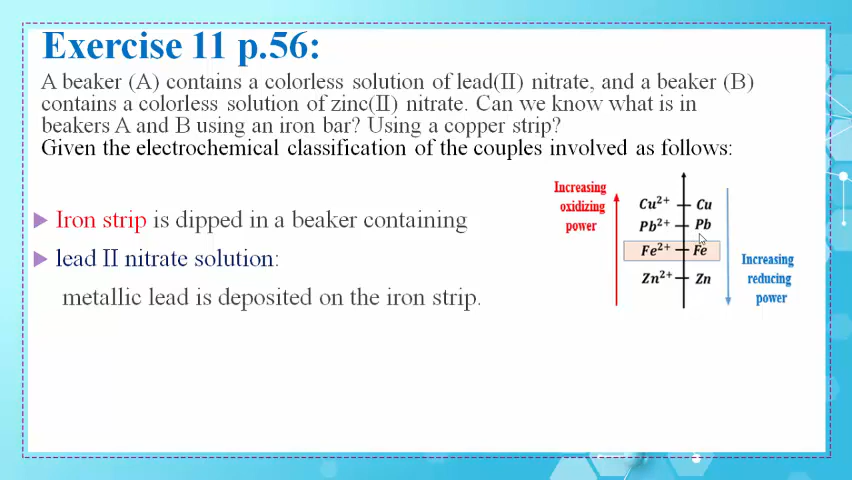 Exercise 11 p.56:
A beaker (A) contains a colorless solution of lead(II) nitrate, and a beaker (B)
contains a colorless solution of zinc(II) nitrate. Can we know what is in
beakers A and B using an iron bar? Using a copper strip?
Given the electrochemical classification of the couples involved as follows:
Iron strip is dipped in a beaker containing
lead II nitrate solution:
metallic lead is deposited on the iron strip.
Increasing
oxidizing
power
Cu²⁺ Cu
Pb²⁺ Pb
Fe²⁺ Fe
Zn²⁺ Zn
Increasing
reducing
power